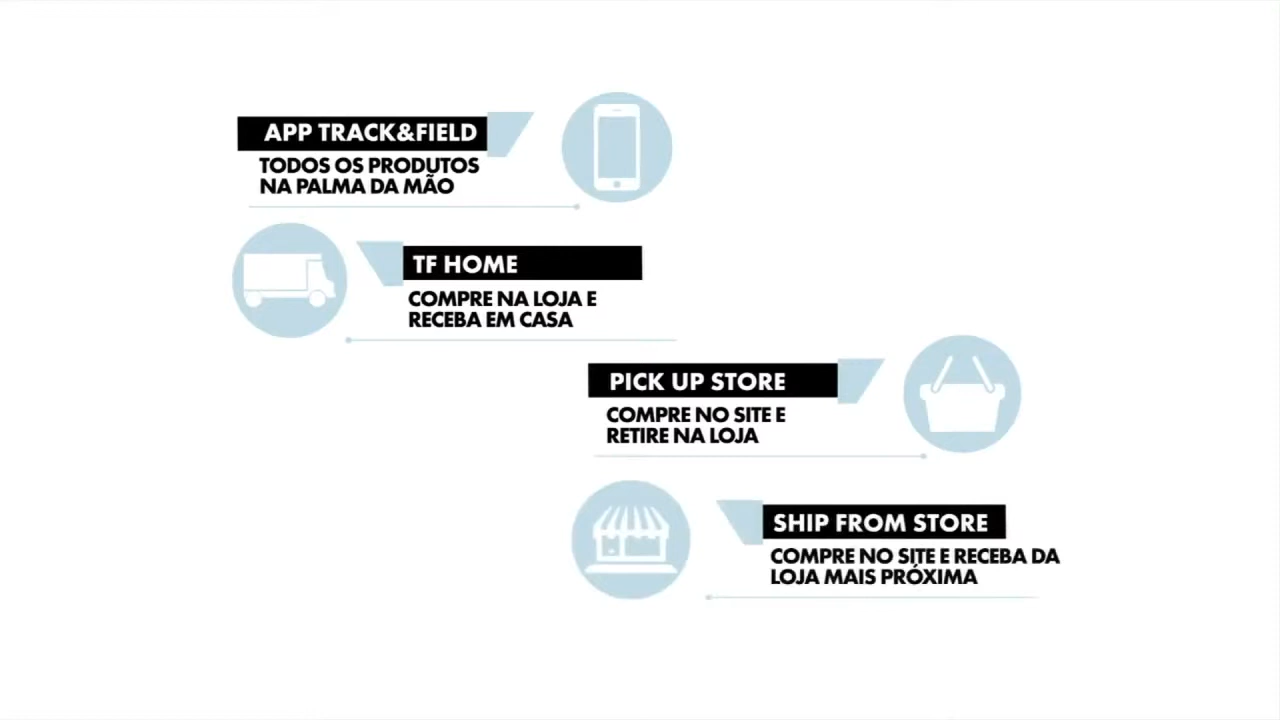 APP TRACK&FIELD
TODOS OS PRODUTOS
NA PALMA DA MÃO
TF HOME
COMPRE NA LOJA E
RECEBA EM CASA
PICK UP STORE
COMPRE NO SITE E
RETIRE NA LOJA
SHIP FROM STORE
COMPRE NO SITE E RECEBA DA
LOJA MAIS PRÓXIMA